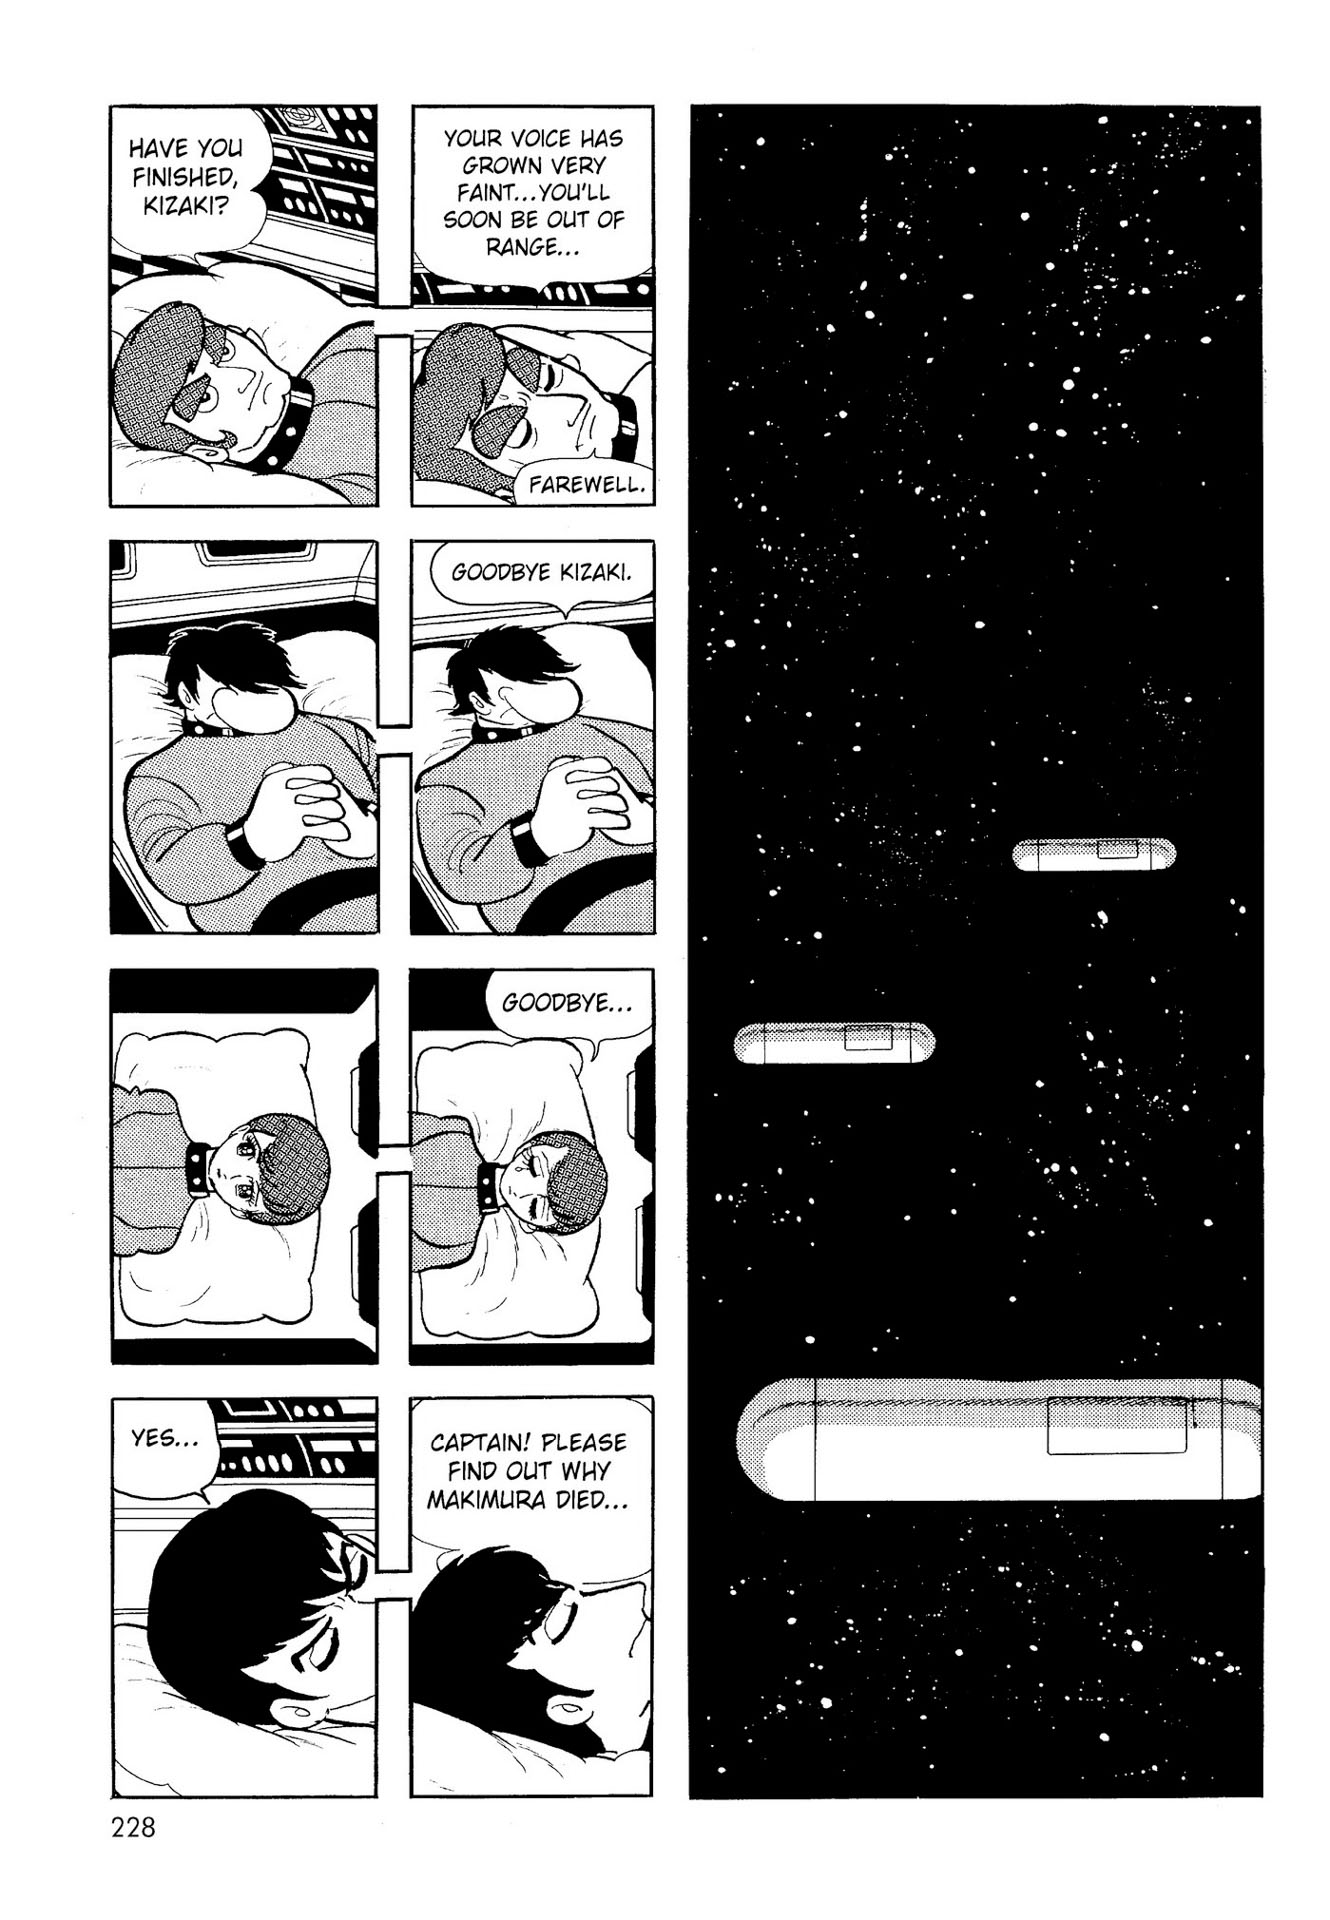 HAVE YOU
FINISHED,
KIZAKI?
YES...
YOUR VOICE HAS
GROWN VERY
FAINT...YOU'LL
SOON BE OUT OF
RANGE...
FAREWELL.
GOODBYE KIZAKI.
GOODBYE...
CAPTAIN! PLEASE
FIND OUT WHY
MAKIMURA DIED...
228